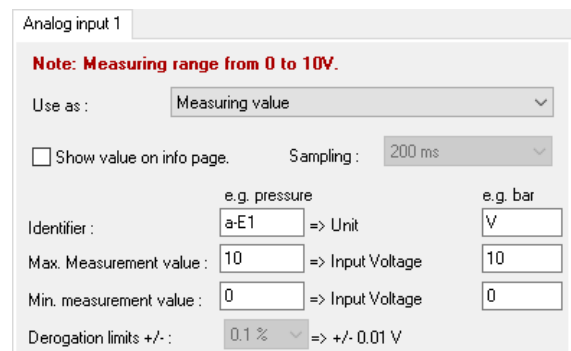 Analog input 1
Note: Measuring range from 0 to 10V.
Use as : Measuring value
Show value on info page. Sampling : 200 ms
e.g. pressure e.g. bar
Identifier : a-E1 => Unit V
Max. Measurement value : 10 => Input Voltage 10
Min. measurement value : 0 => Input Voltage 0
Derogation limits +/- : 0.1 % => +/- 0.01 V